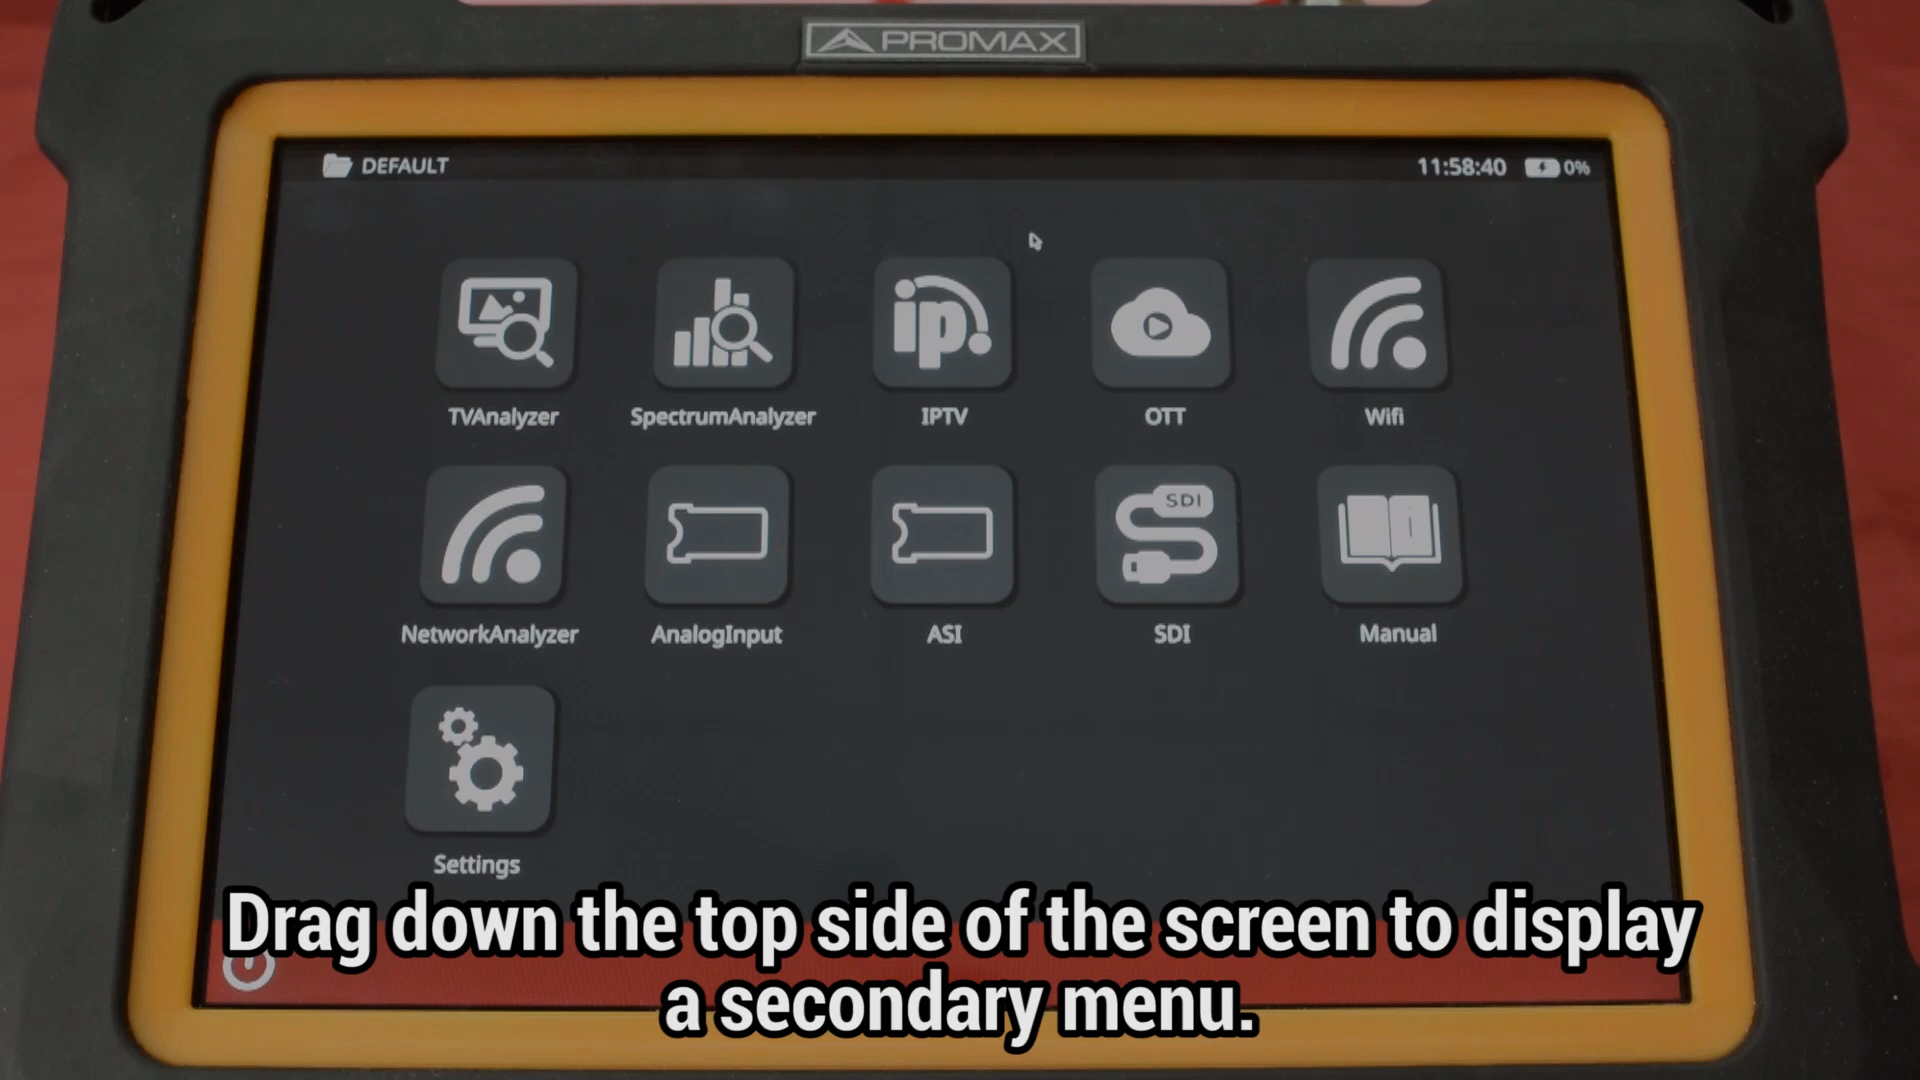 PROMAX
DEFAULT
11:58:40 0%
ip
TVAnalyzer SpectrumAnalyzer IPTV OTT Wifi
SDI
NetworkAnalyzer AnalogInput ASI SDI Manual
Settings
Drag down the top side of the screen to display
a secondary menu.